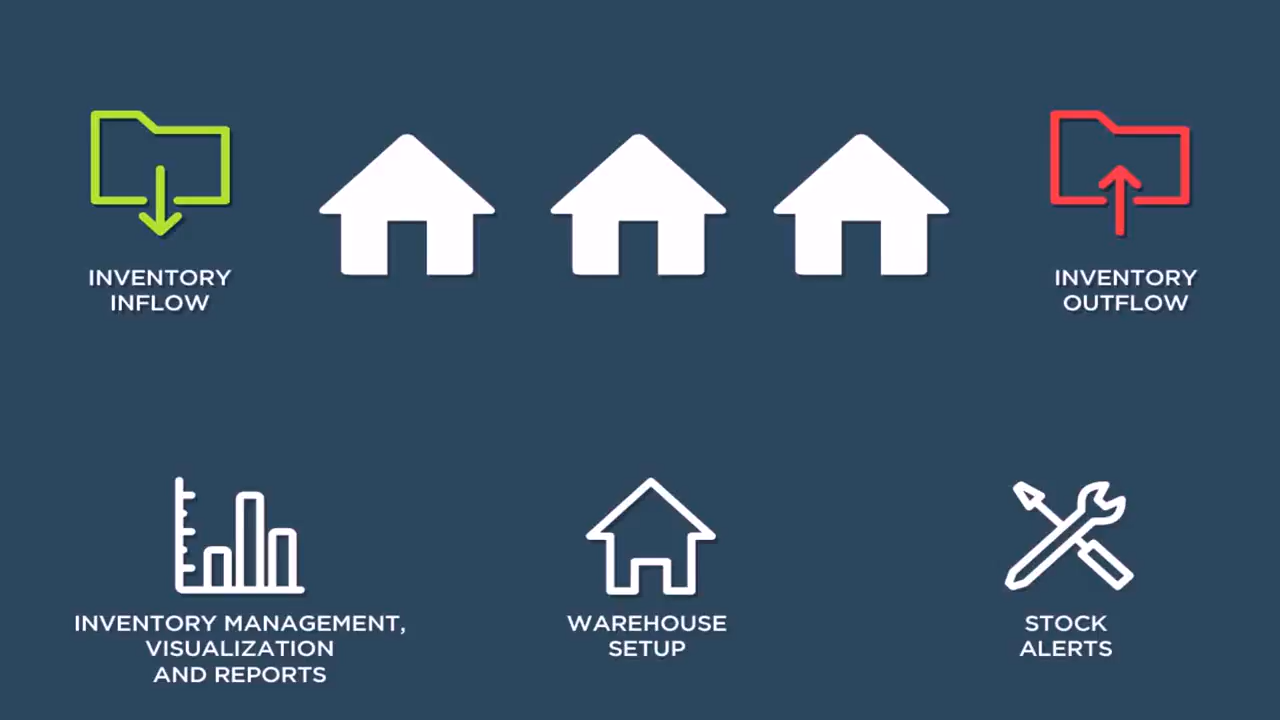 INVENTORY
INFLOW
INVENTORY
OUTFLOW
INVENTORY MANAGEMENT,
VISUALIZATION
AND REPORTS
WAREHOUSE
SETUP
STOCK
ALERTS